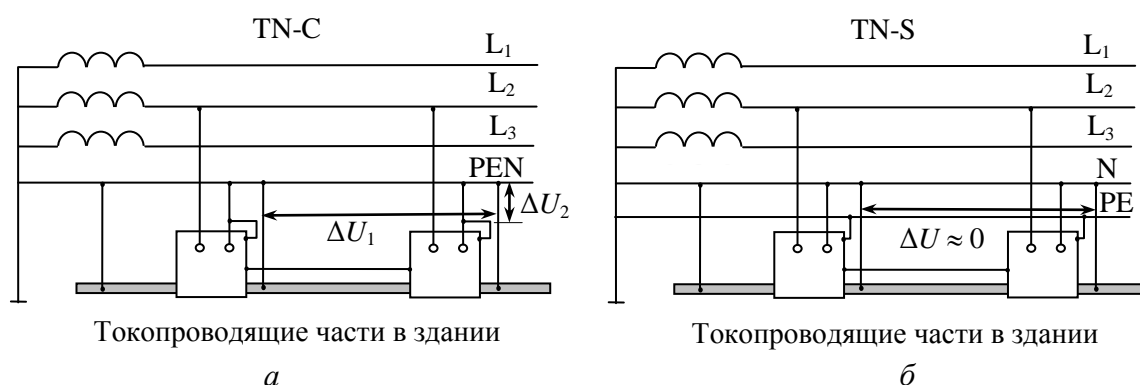 TN-C
L1
L2
L3
PEN
ΔU2
ΔU1
Токопроводящие части в здании
а
TN-S
L1
L2
L3
N
PE
ΔU ≈ 0
Токопроводящие части в здании
б